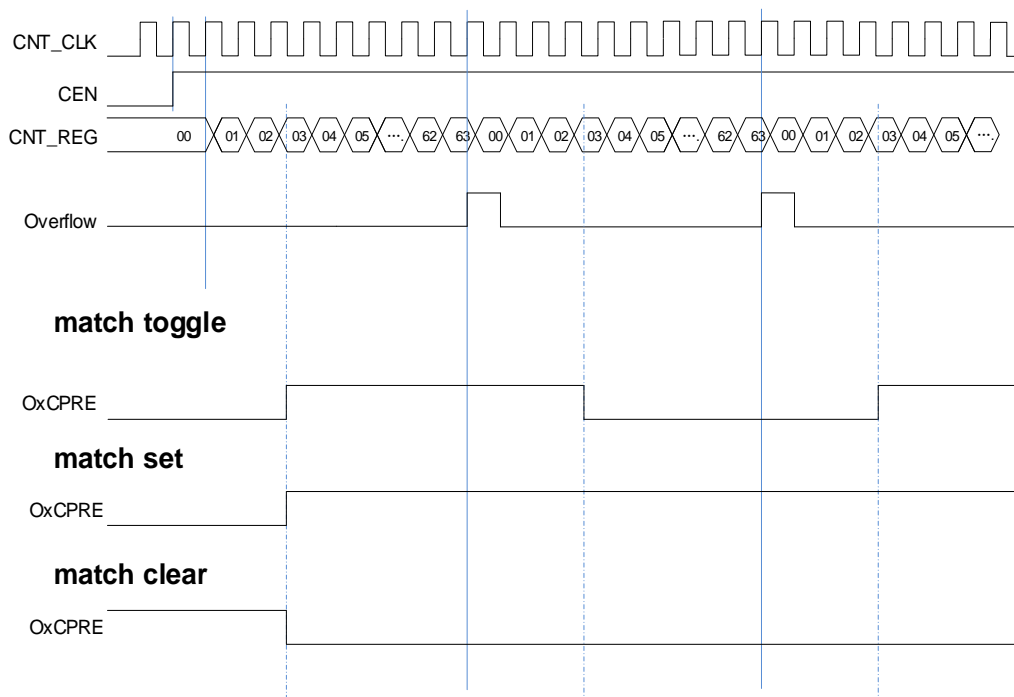 CNT_CLK
CEN
CNT_REG 00 01 02 03 04 05 ···. 62 63 00 01 02 03 04 05 ···. 62 63 00 01 02 03 04 05 ···.
Overflow
match toggle
OxCPRE
match set
OxCPRE
match clear
OxCPRE